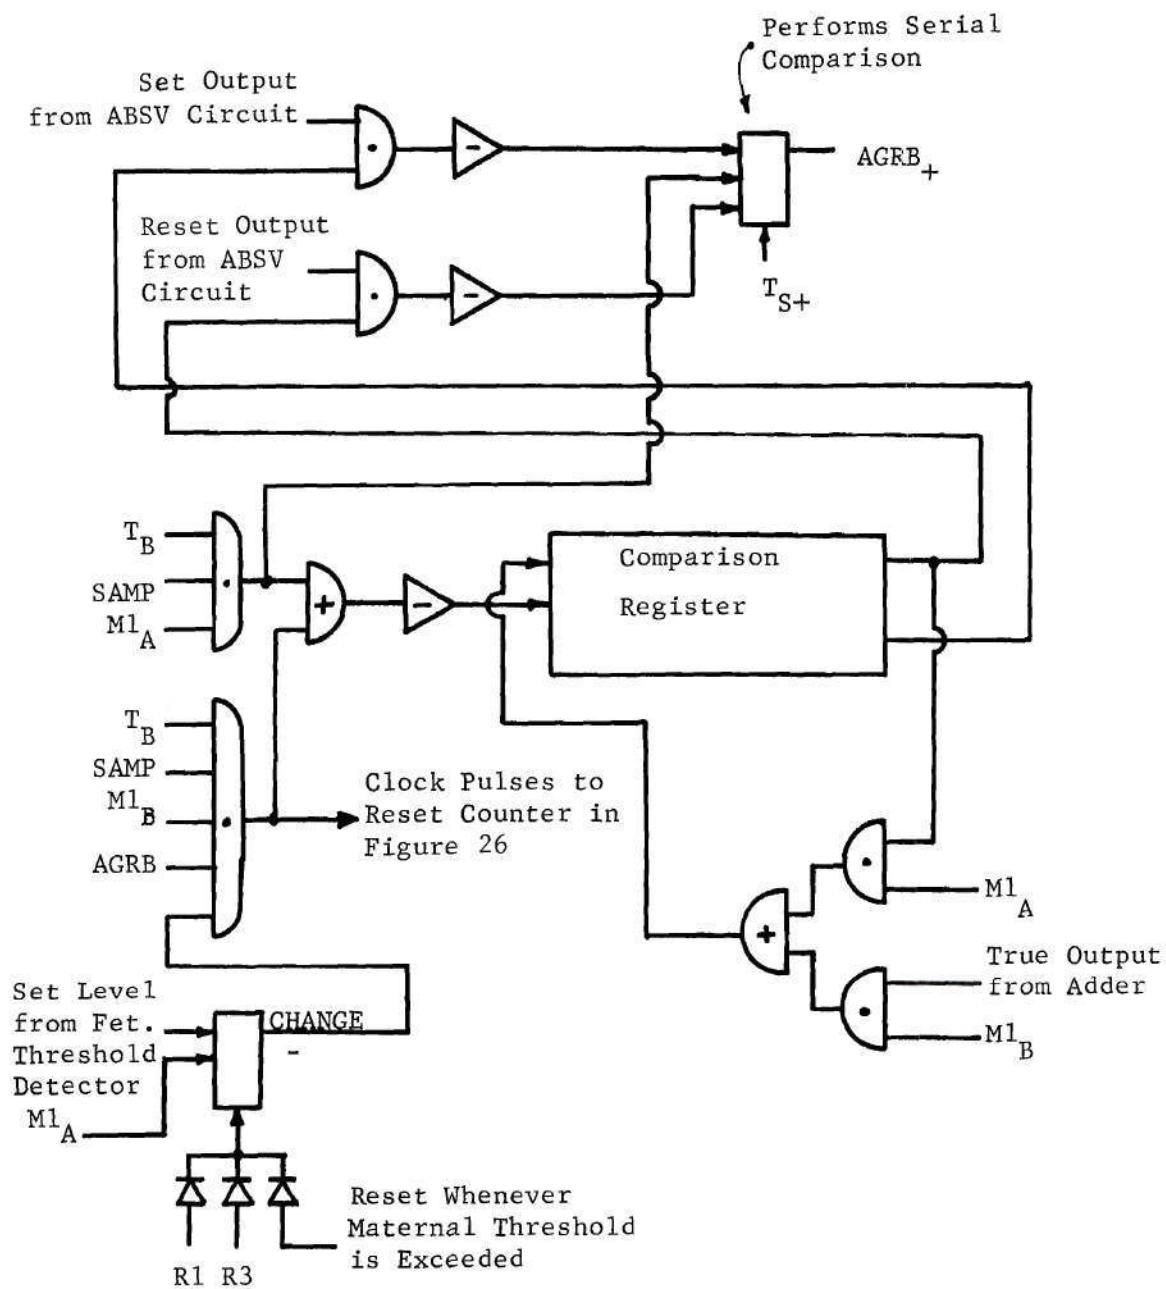 Performs Serial
Comparison
Set Output
from ABSV Circuit
AGRB+
Reset Output
from ABSV
Circuit
TS+
TB
SAMP
M1A
Comparison
Register
TB
SAMP
M1B
AGRB
Clock Pulses to
Reset Counter in
Figure 26
M1A
True Output
from Adder
M1B
Set Level
from Fet.
Threshold
Detector
M1A
CHANGE
-
Reset Whenever
Maternal Threshold
is Exceeded
R1 R3